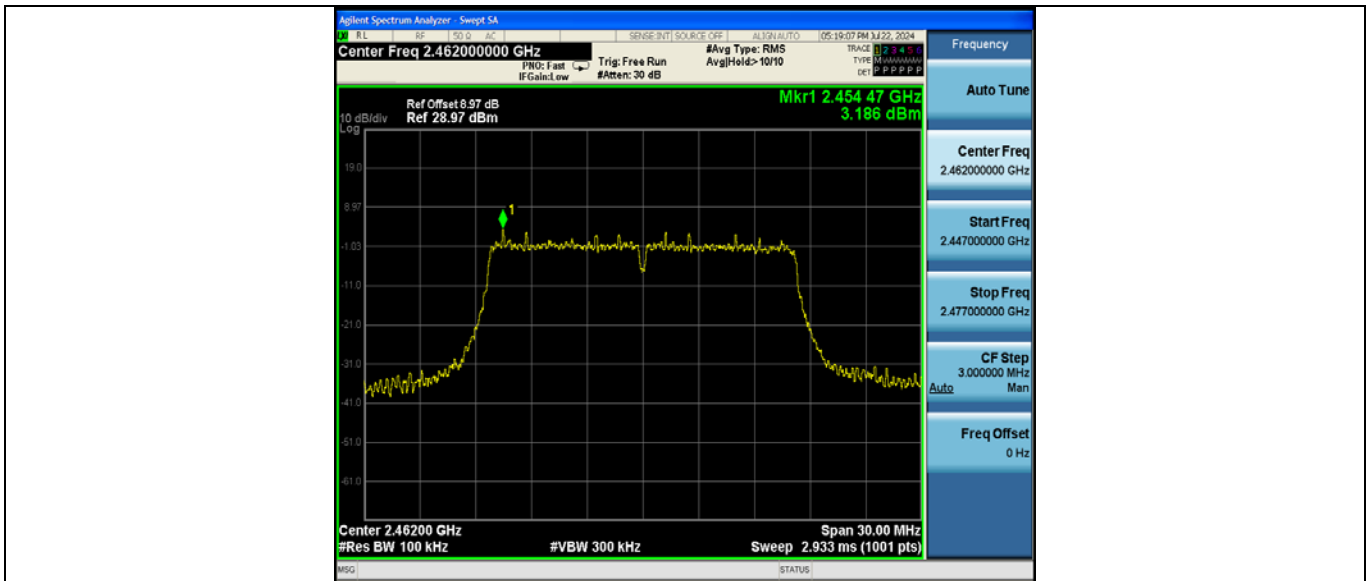 Agilent Spectrum Analyzer - Swept SA
RL RF 50 Ω AC SENSE:INT SOURCE OFF ALIGN AUTO 05:19:07 PM Jul 22, 2024
Center Freq 2.462000000 GHz
PNO: Fast
IFGain:Low
Trig: Free Run
#Atten: 30 dB
#Avg Type: RMS
Avg|Hold:>10/10
TRACE 1 2 3 4 5 6
TYPE M
DET P P P P P P
Frequency
Mkr1 2.454 47 GHz
3.186 dBm
Ref Offset 8.97 dB
10 dB/div Ref 28.97 dBm
Log
19.0
8.97
-1.03
-11.0
-21.0
-31.0
-41.0
-51.0
-61.0
1
Center 2.46200 GHz Span 30.00 MHz
#Res BW 100 kHz #VBW 300 kHz Sweep 2.933 ms (1001 pts)
MSG STATUS
Auto Tune
Center Freq
2.462000000 GHz
Start Freq
2.447000000 GHz
Stop Freq
2.477000000 GHz
CF Step
3.000000 MHz
Auto Man
Freq Offset
0 Hz